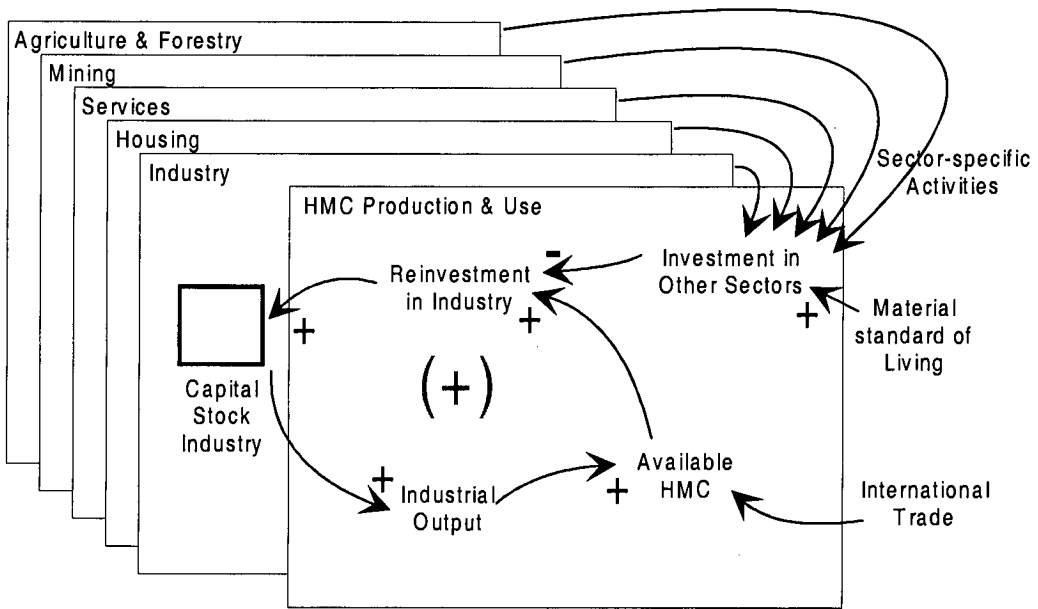 Agriculture & Forestry
Mining
Services
Housing
Industry
Sector-specific
Activities
HMC Production & Use
-
Investment in
Other Sectors
Reinvestment
in Industry
+
+
+
Material
standard of
Living
(+)
Capital
Stock
Industry
Available
HMC
+
+
Industrial
Output
International
Trade